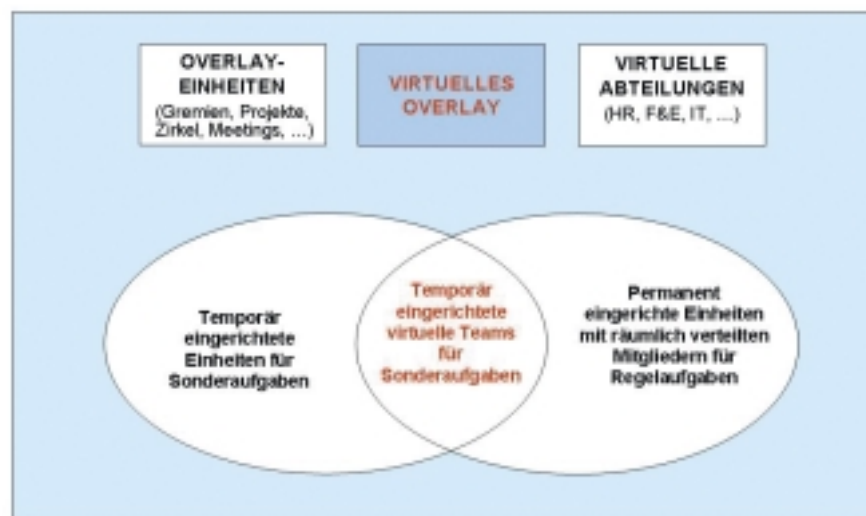 OVERLAY-
EINHEITEN
(Gremien, Projekte,
Zirkel, Meetings, ...)
VIRTUELLES
OVERLAY
VIRTUELLE
ABTEILUNGEN
(HR, F&E, IT, ....)
Temporär
eingerichtete
Einheiten für
Sonderaufgaben
Temporär
eingerichtete
virtuelle Teams
für
Sonderaufgaben
Permanent
eingerichte Einheiten
mit räumlich verteilten
Mitgliedern für
Regelaufgaben